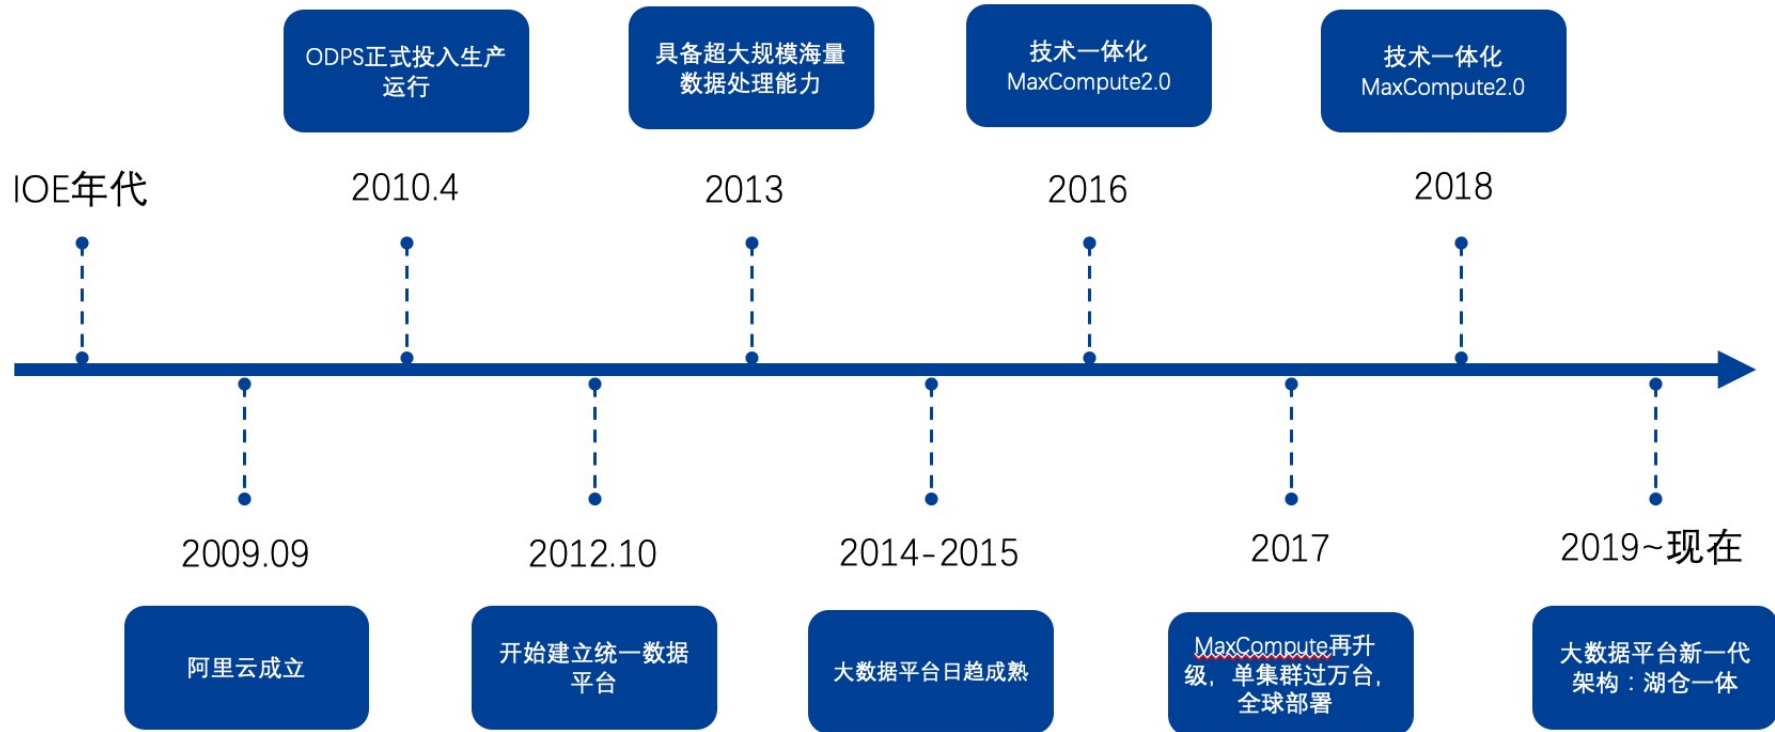 ODPS正式投入生产
运行
具备超大规模海量
数据处理能力
技术一体化
MaxCompute2.0
技术一体化
MaxCompute2.0
IOE年代
2010.4
2013
2016
2018
2009.09
2012.10
2014-2015
2017
2019~现在
阿里云成立
开始建立统一数据
平台
大数据平台日趋成熟
MaxCompute再升
级，单集群过万台，
全球部署
大数据平台新一代
架构：湖仓一体